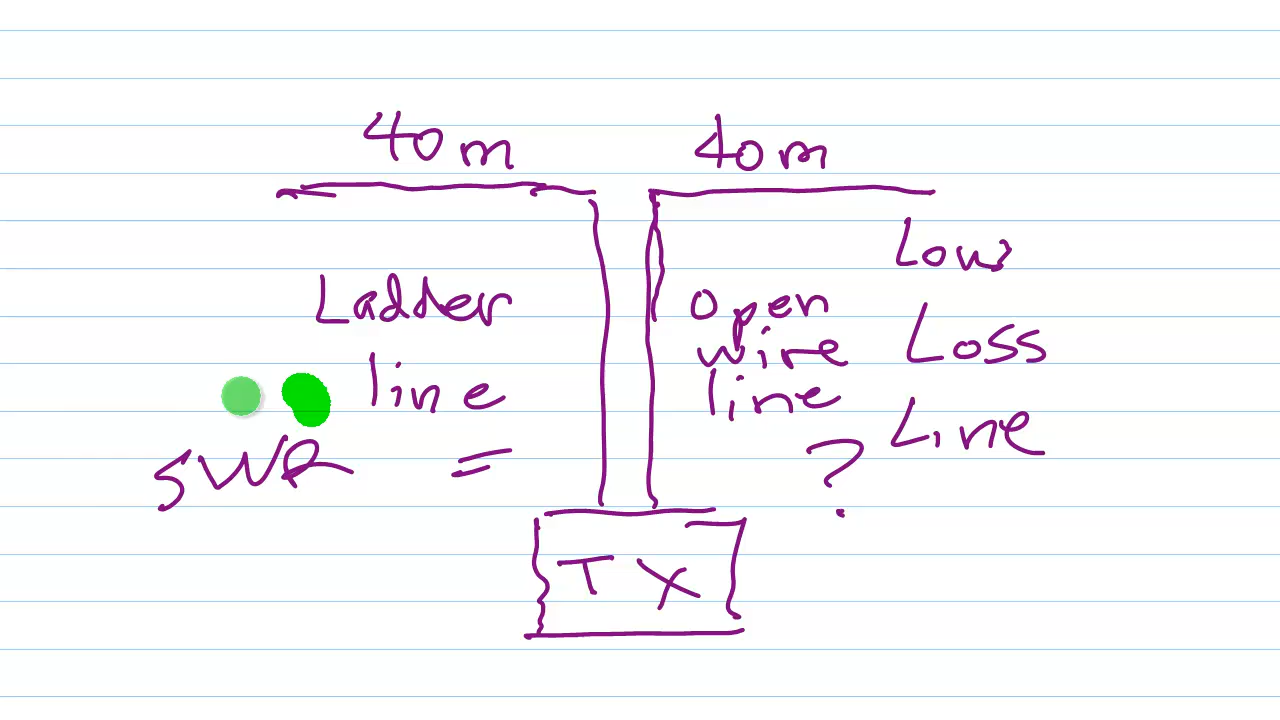 40m 40m
Ladder line
open wire line
Low Loss Line
SWR = ?
TX